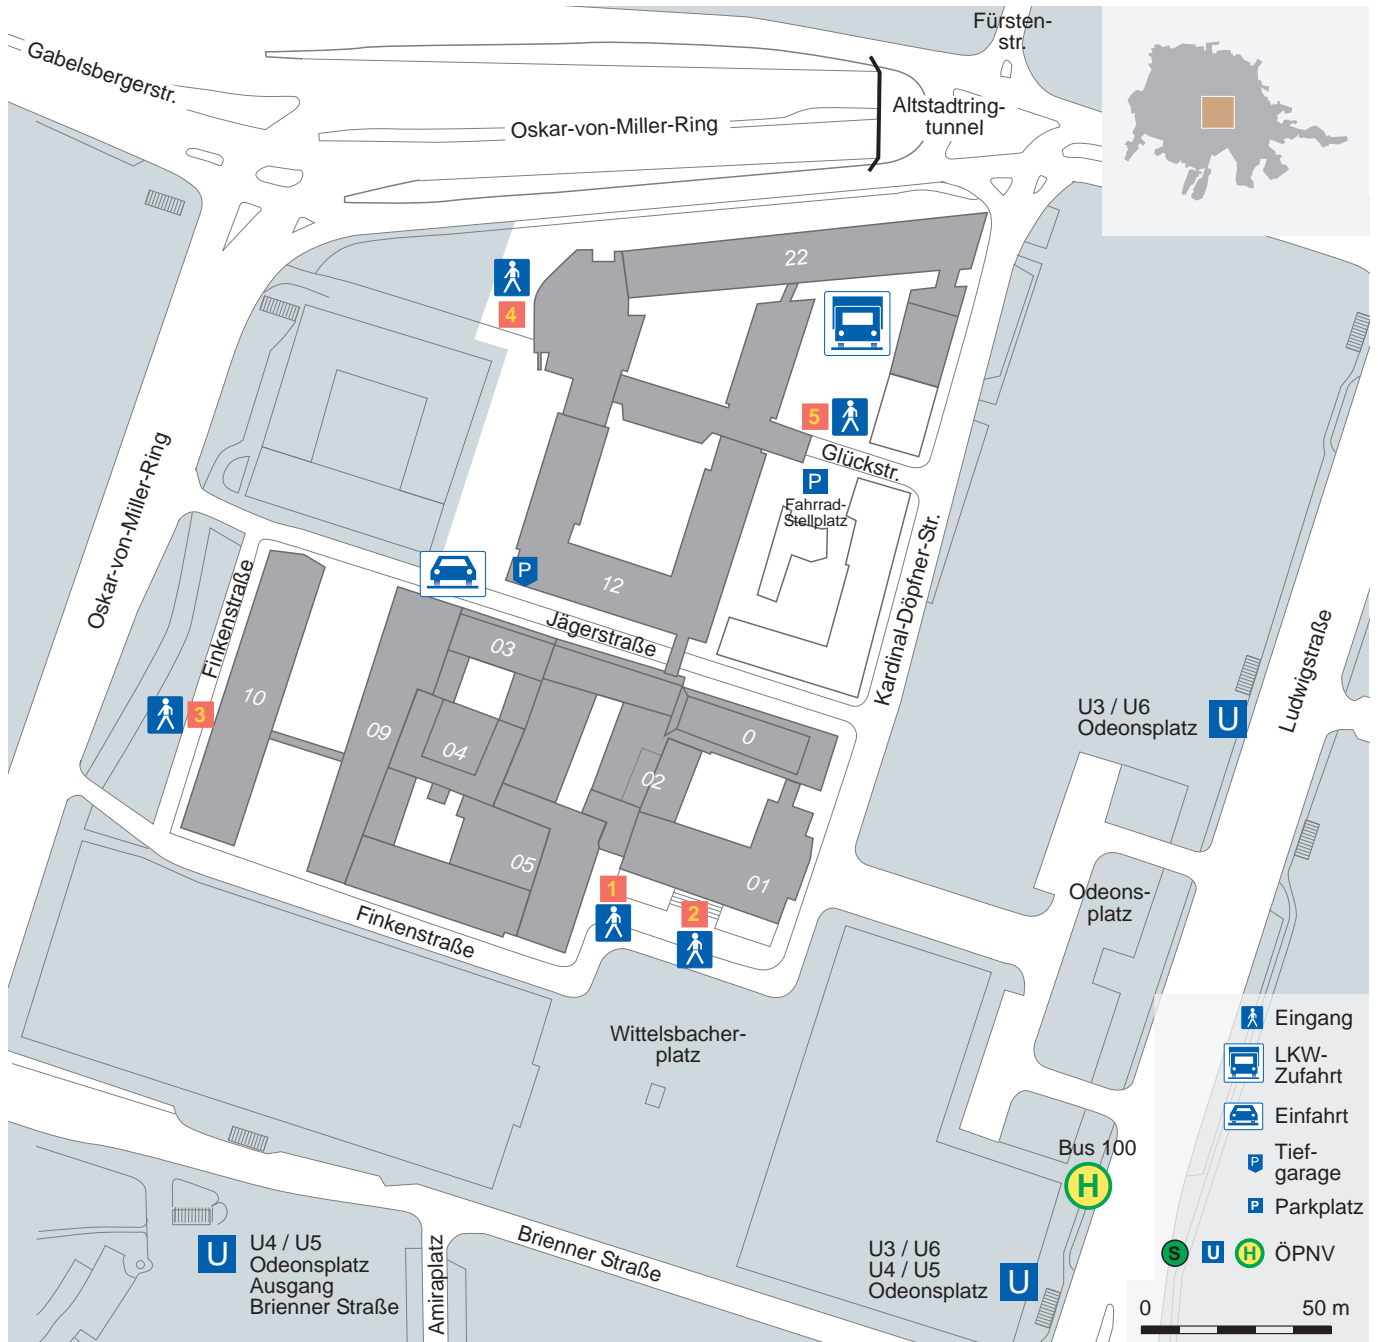 Fürsten-
str.
Gabelsbergerstr.
Oskar-von-Miller-Ring
Altstadtring-
tunnel
22
4
5
Glückstr.
P
Fahrrad-
Stellplatz
Oskar-von-Miller-Ring
Finkenstraße
P
12
Jägerstraße
Kardinal-Döpfner-Str.
Ludwigstraße
03
10
3
09
04
0
02
U3 / U6
Odeonsplatz
U
05
01
1
2
Odeons-
platz
Finkenstraße
Wittelsbacher-
platz
Eingang
LKW-
Zufahrt
Einfahrt
P
Tief-
garage
P
Parkplatz
S
U
H
ÖPNV
Bus 100
H
U
U4 / U5
Odeonsplatz
Ausgang
Brienner Straße
Amiraplatz
Brienner Straße
U3 / U6
U4 / U5
Odeonsplatz
U
0
50 m